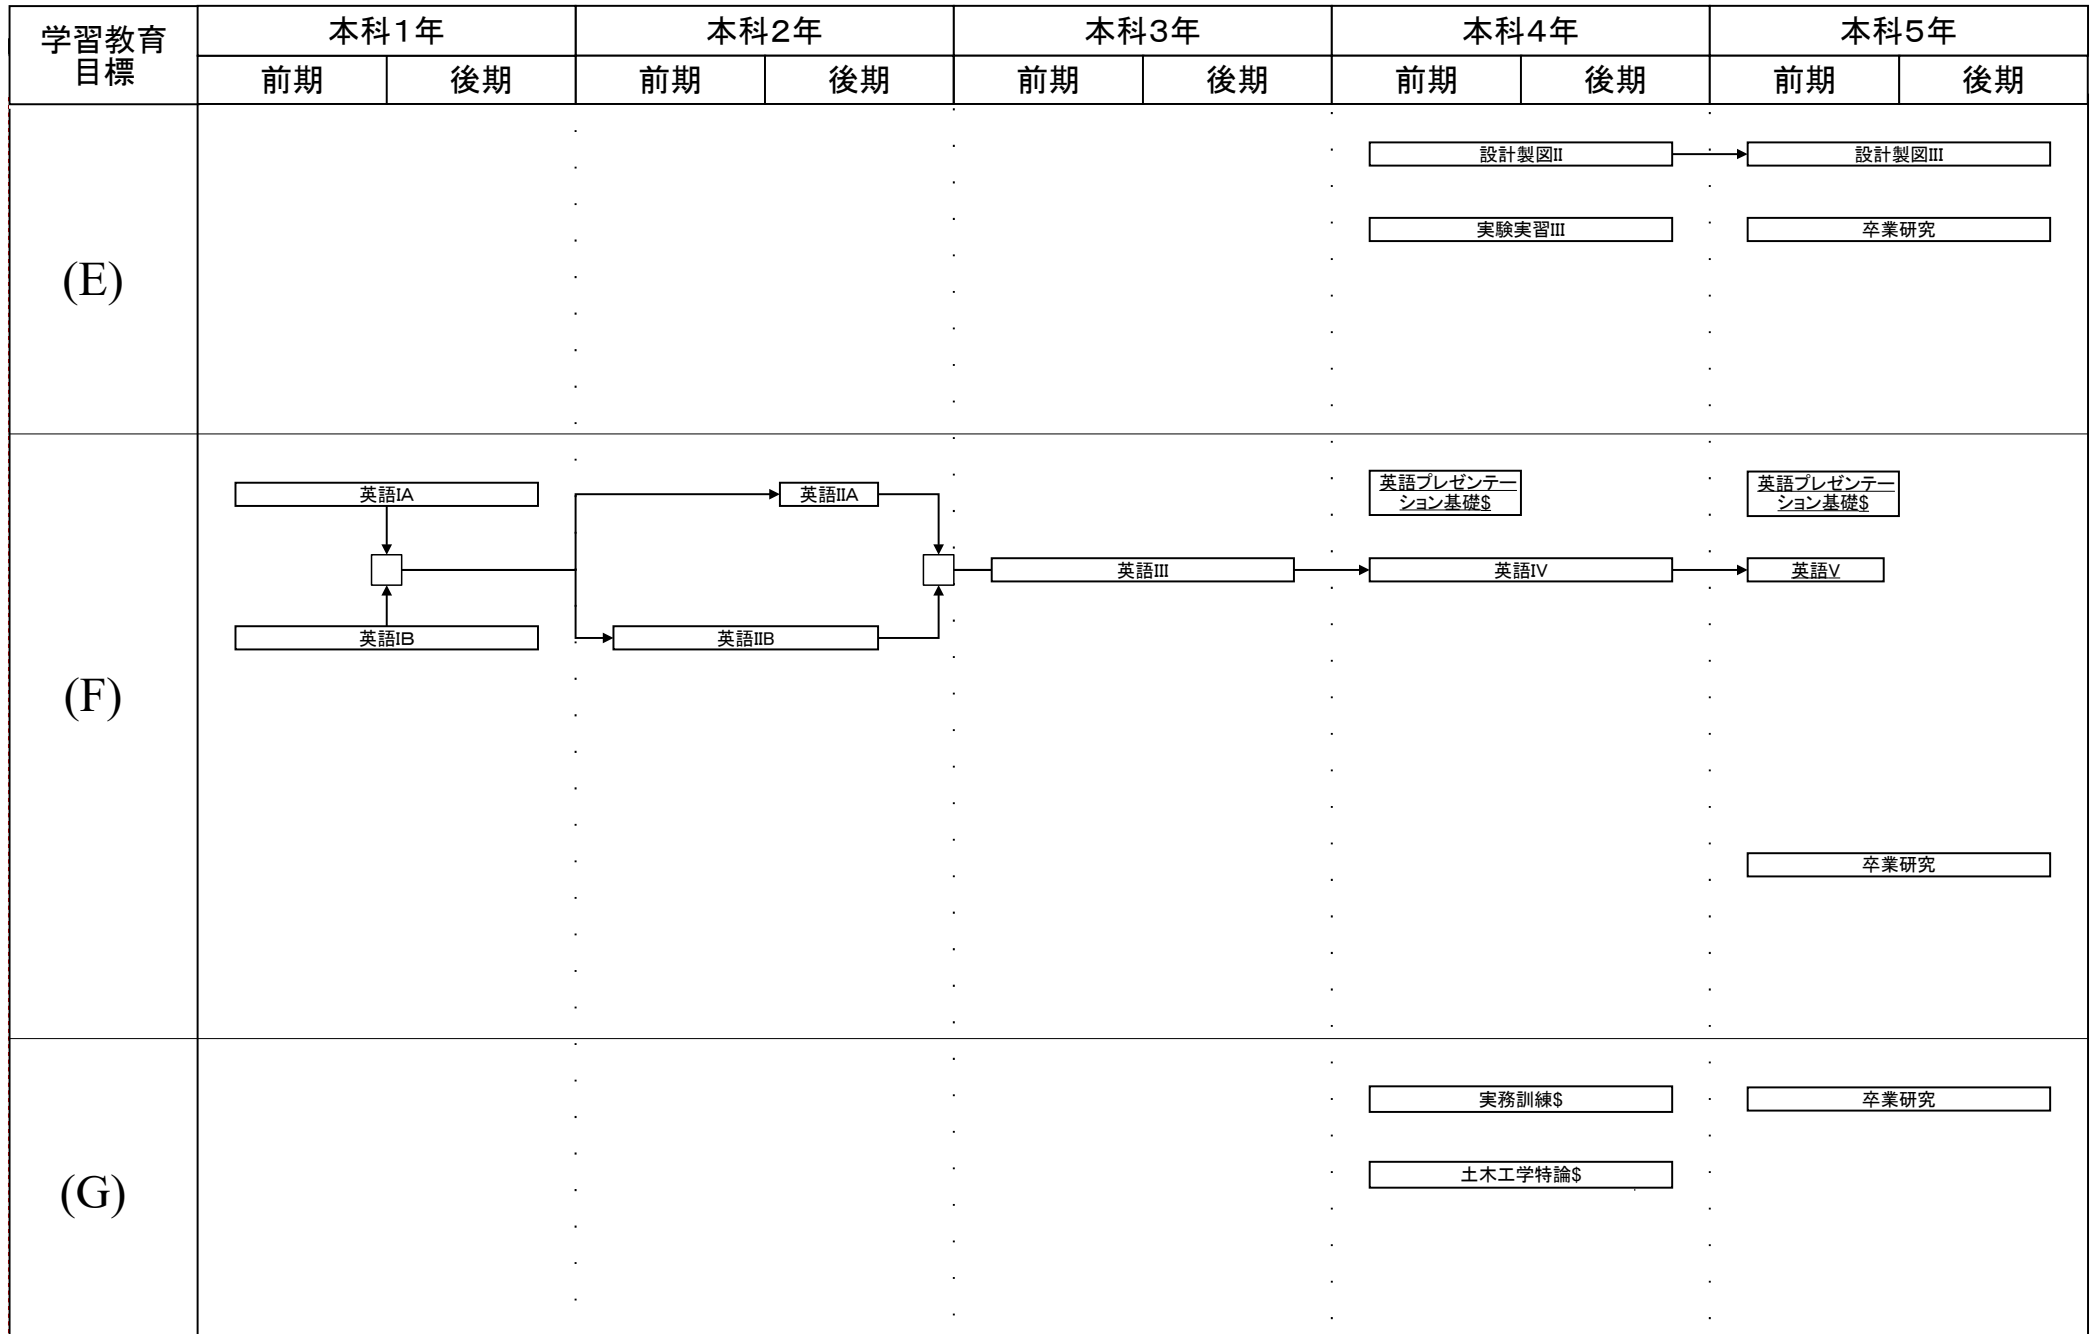 学習教育
目標
本科1年
本科2年
本科3年
本科4年
本科5年
前期
後期
前期
後期
前期
後期
前期
後期
前期
後期
(E)
設計製図II
設計製図III
実験実習III
卒業研究
(F)
英語IA
英語IIA
英語プレゼンテー
ション基礎$
英語プレゼンテー
ション基礎$
英語III
英語IV
英語V
英語IB
英語IIB
卒業研究
(G)
実務訓練$
卒業研究
土木工学特論$